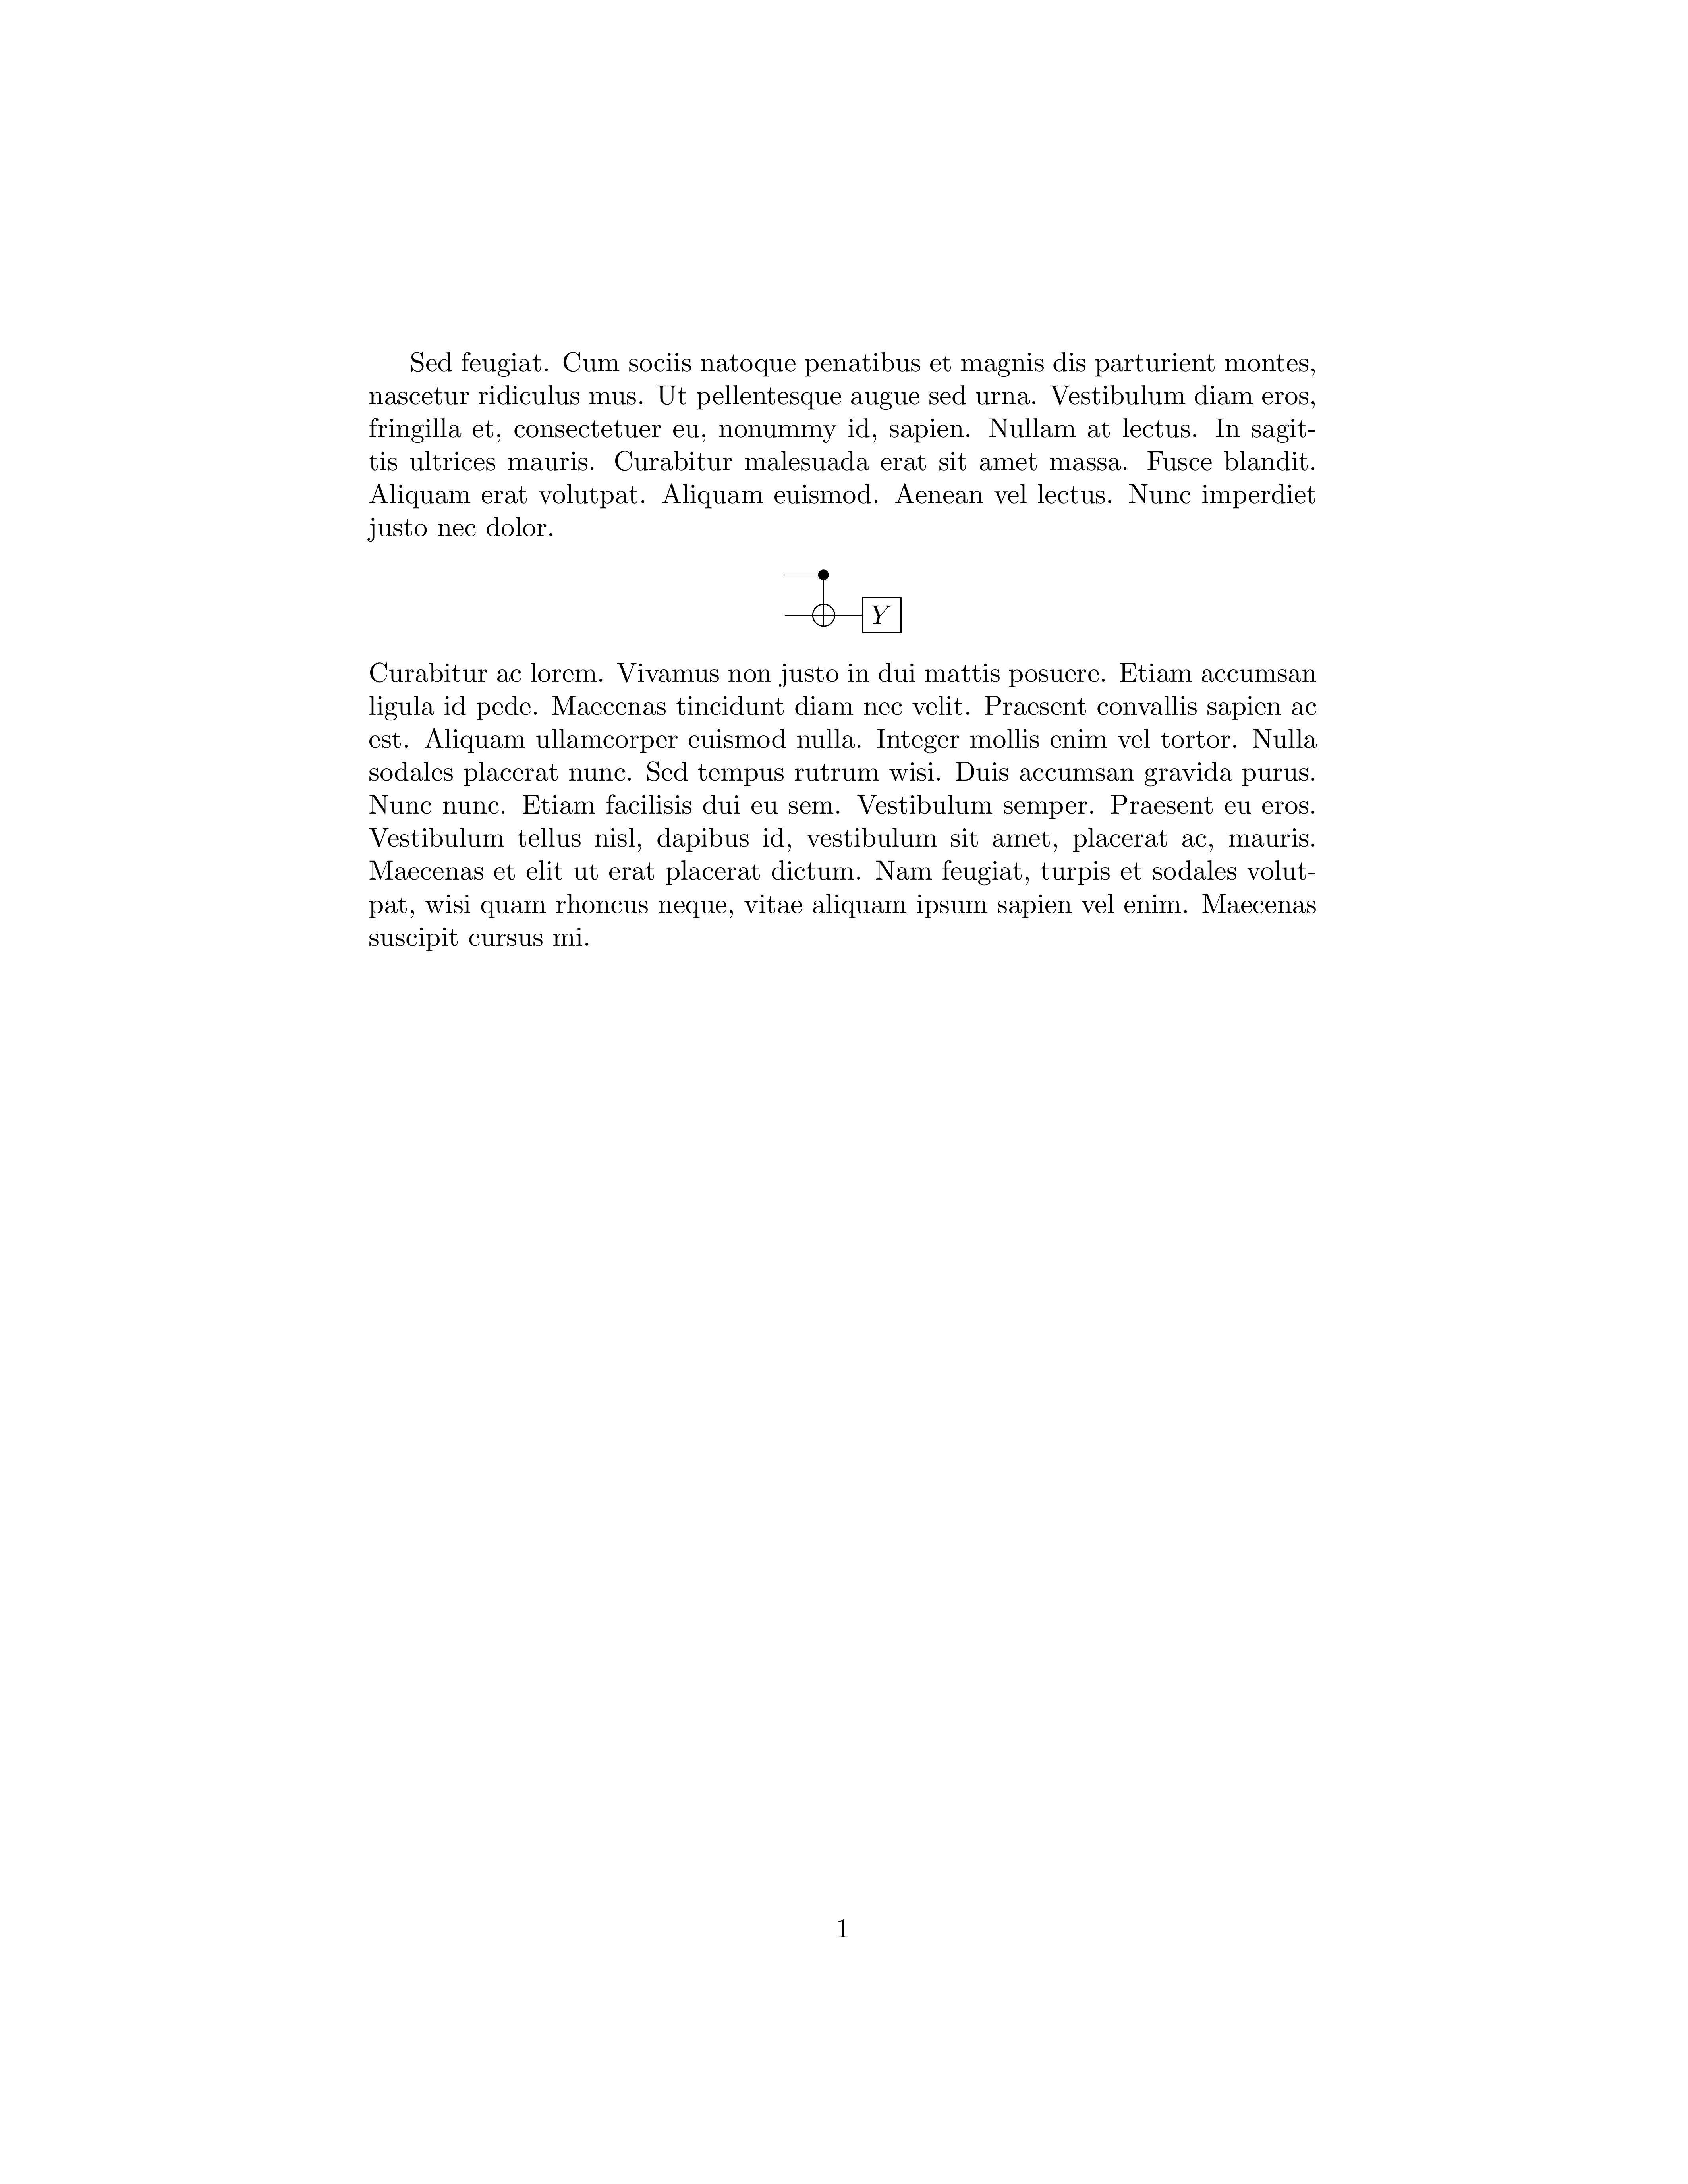 Sed feugiat. Cum sociis natoque penatibus et magnis dis parturient montes,
nascetur ridiculus mus. Ut pellentesque augue sed urna. Vestibulum diam eros,
fringilla et, consectetuer eu, nonummy id, sapien. Nullam at lectus. In sagit-
tis ultrices mauris. Curabitur malesuada erat sit amet massa. Fusce blandit.
Aliquam erat volutpat. Aliquam euismod. Aenean vel lectus. Nunc imperdiet
justo nec dolor.
Y
Curabitur ac lorem. Vivamus non justo in dui mattis posuere. Etiam accumsan
ligula id pede. Maecenas tincidunt diam nec velit. Praesent convallis sapien ac
est. Aliquam ullamcorper euismod nulla. Integer mollis enim vel tortor. Nulla
sodales placerat nunc. Sed tempus rutrum wisi. Duis accumsan gravida purus.
Nunc nunc. Etiam facilisis dui eu sem. Vestibulum semper. Praesent eu eros.
Vestibulum tellus nisl, dapibus id, vestibulum sit amet, placerat ac, mauris.
Maecenas et elit ut erat placerat dictum. Nam feugiat, turpis et sodales volut-
pat, wisi quam rhoncus neque, vitae aliquam ipsum sapien vel enim. Maecenas
suscipit cursus mi.
1